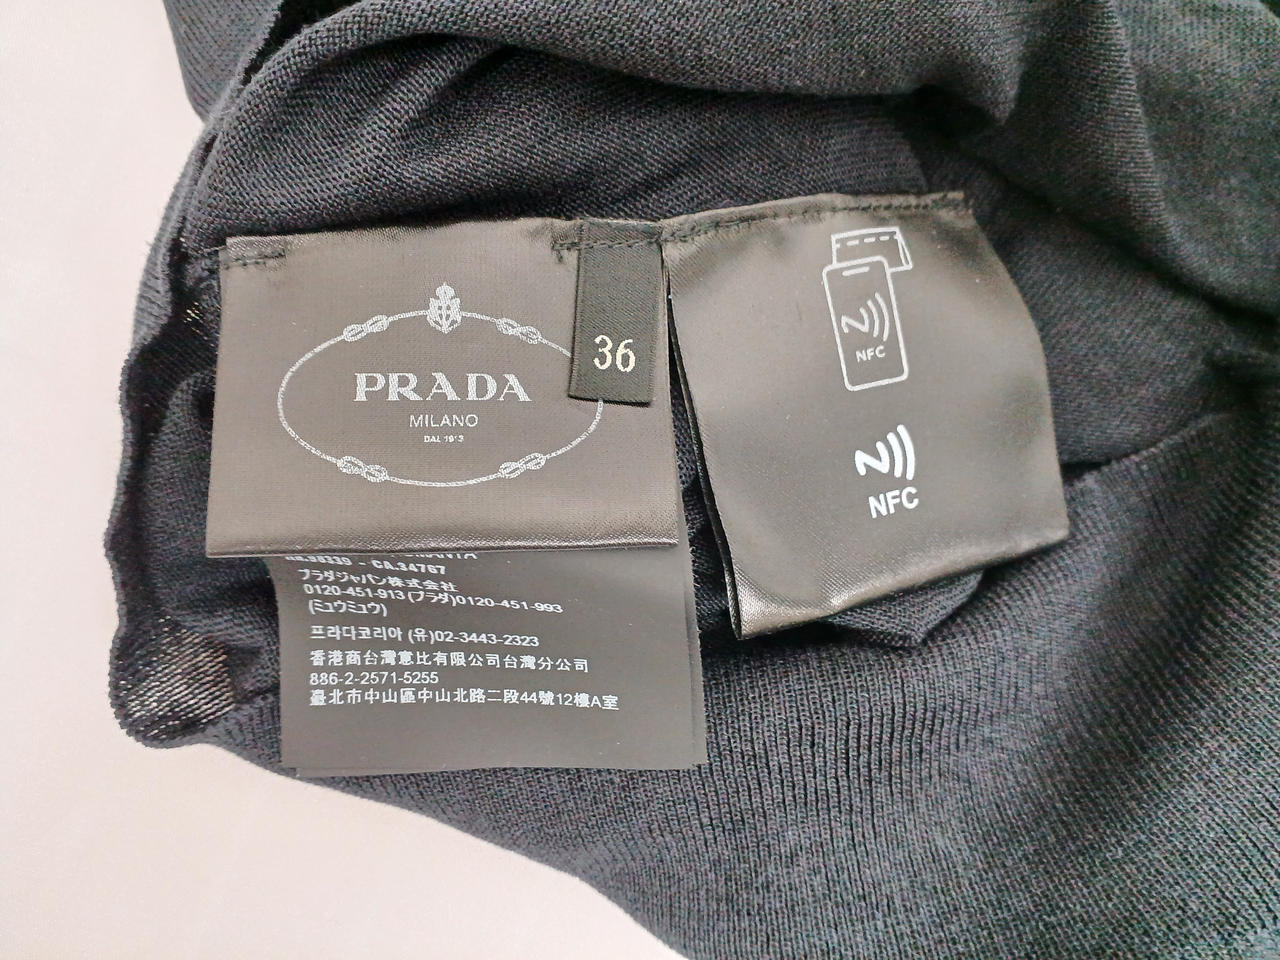 PRADA
MILANO
DAL 1913
36
NFC
NFC
CA.34767
プラダジャパン株式会社
0120-451-913(プラダ)0120-451-993
(ミュウミュウ)
프라다코리아 (유)02-3443-2323
香港商台灣意比有限公司台灣分公司
886-2-2571-5255
臺北市中山區中山北路二段44號12樓A室